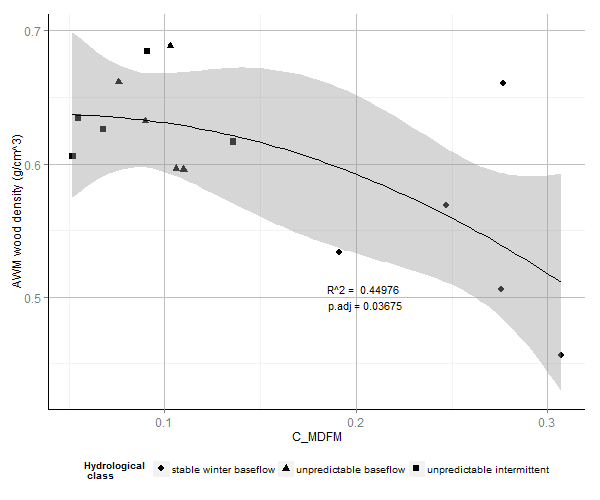 0.7
0.6
0.5
AWM wood density (g/cm^3)
R^2 = 0.44976
p.adj = 0.03675
0.1 0.2 0.3
C_MDFM
Hydrological
class
stable winter baseflow unpredictable baseflow unpredictable intermittent